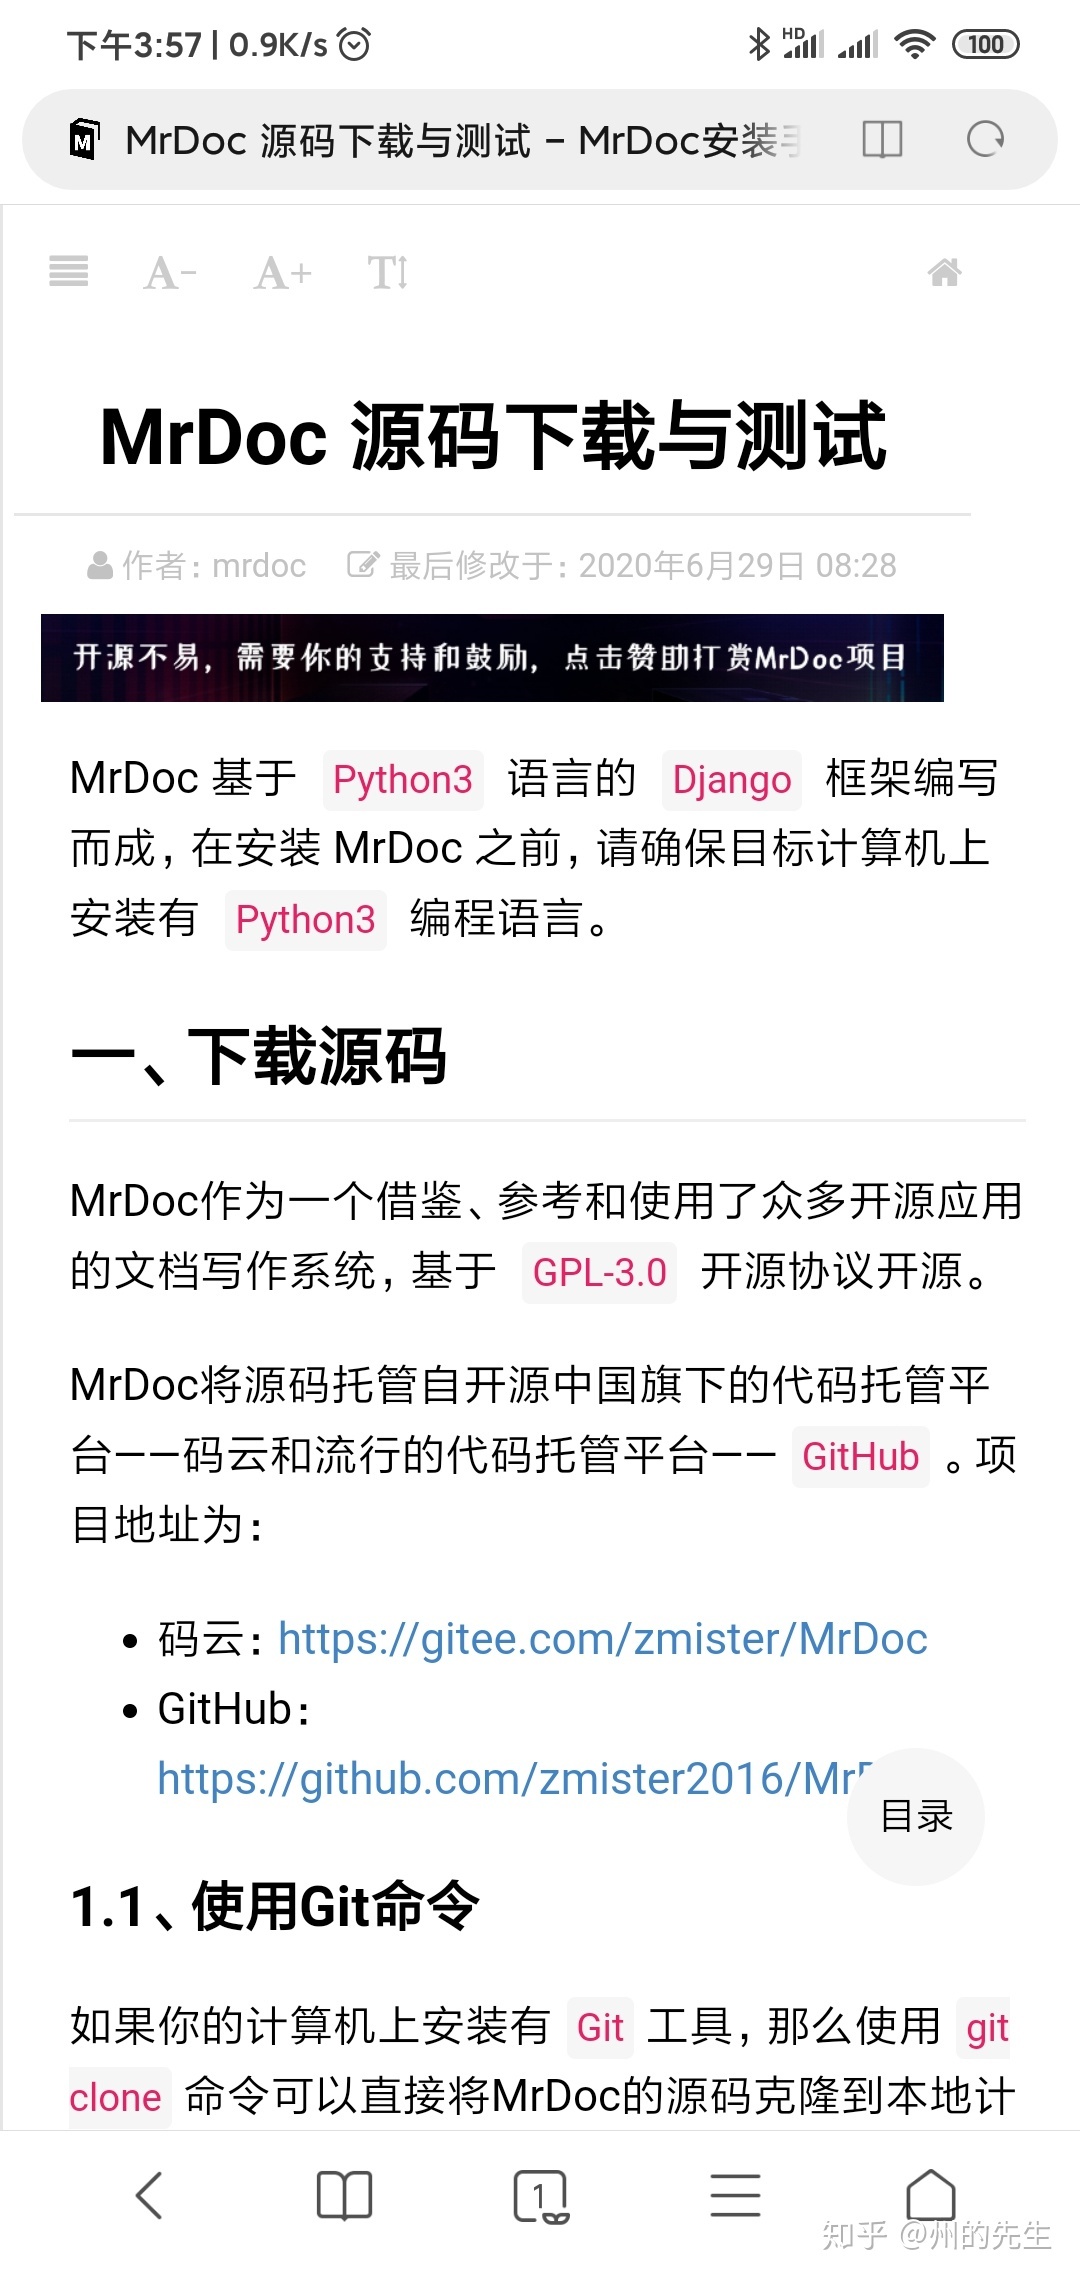 下午3:57 | 0.9K/s
HD
100
M
MrDoc 源码下载与测试 – MrDoc安装手
A- A+ T
MrDoc 源码下载与测试
作者：mrdoc 最后修改于：2020年6月29日 08:28
开源不易，需要你的支持和鼓励，点击赞助打赏MrDoc项目
MrDoc 基于 Python3 语言的 Django 框架编写
而成，在安装 MrDoc 之前，请确保目标计算机上
安装有 Python3 编程语言。
一、下载源码
MrDoc作为一个借鉴、参考和使用了众多开源应用
的文档写作系统，基于 GPL-3.0 开源协议开源。
MrDoc将源码托管自开源中国旗下的代码托管平
台——码云和流行的代码托管平台—— GitHub 。项
目地址为：
码云：https://gitee.com/zmister/MrDoc
GitHub：
https://github.com/zmister2016/Mr
目录
1.1、使用Git命令
如果你的计算机上安装有 Git 工具，那么使用 git
clone 命令可以直接将MrDoc的源码克隆到本地计
1
知乎 @州的先生